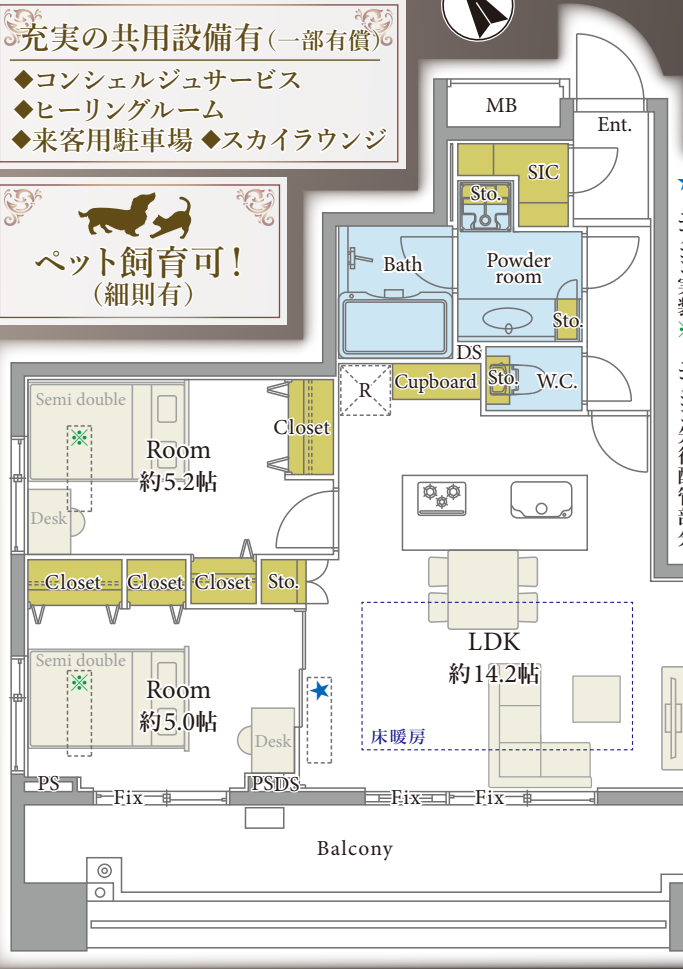 充実の共用設備有(一部有償)
◆コンシェルジュサービス
◆ヒーリングルーム
◆来客用駐車場 ◆スカイラウンジ
ペット飼育可!
(細則有)
MB
Ent.
SIC
Sto.
Bath
Powder
room
Sto.
DS
R
Cupboard
Sto.
W.C.
Semi double
※
Room
約5.2帖
Closet
Desk
Closet
Closet
Closet
Sto.
Semi double
※
Room
約5.0帖
Desk
★
LDK
約14.2帖
床暖房
PS
Fix
PSDS
Fix
Fix
Balcony